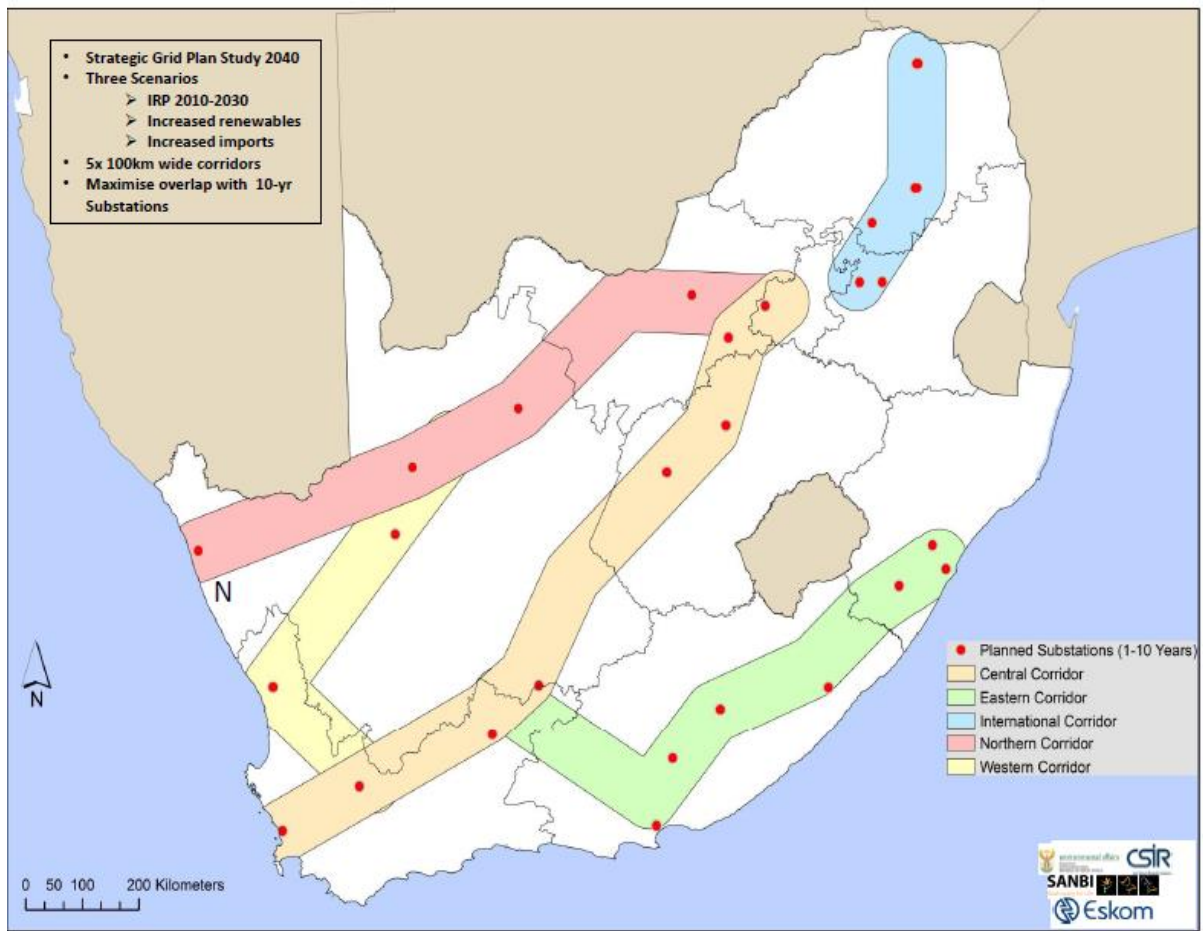 • Strategic Grid Plan Study 2040
• Three Scenarios
➢ IRP 2010-2030
➢ Increased renewables
➢ Increased imports
• 5x 100km wide corridors
• Maximise overlap with 10-yr
Substations
N
N
Planned Substations (1-10 Years)
Central Corridor
Eastern Corridor
International Corridor
Northern Corridor
Western Corridor
0 50 100 200 Kilometers
CSIR
SANBI
Eskom